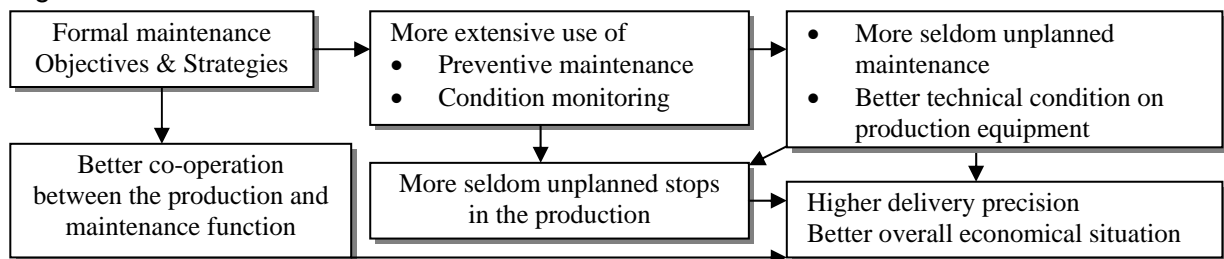 Formal maintenance
Objectives & Strategies
More extensive use of
• Preventive maintenance
• Condition monitoring
• More seldom unplanned
maintenance
• Better technical condition on
production equipment
Better co-operation
between the production and
maintenance function
More seldom unplanned stops
in the production
Higher delivery precision
Better overall economical situation